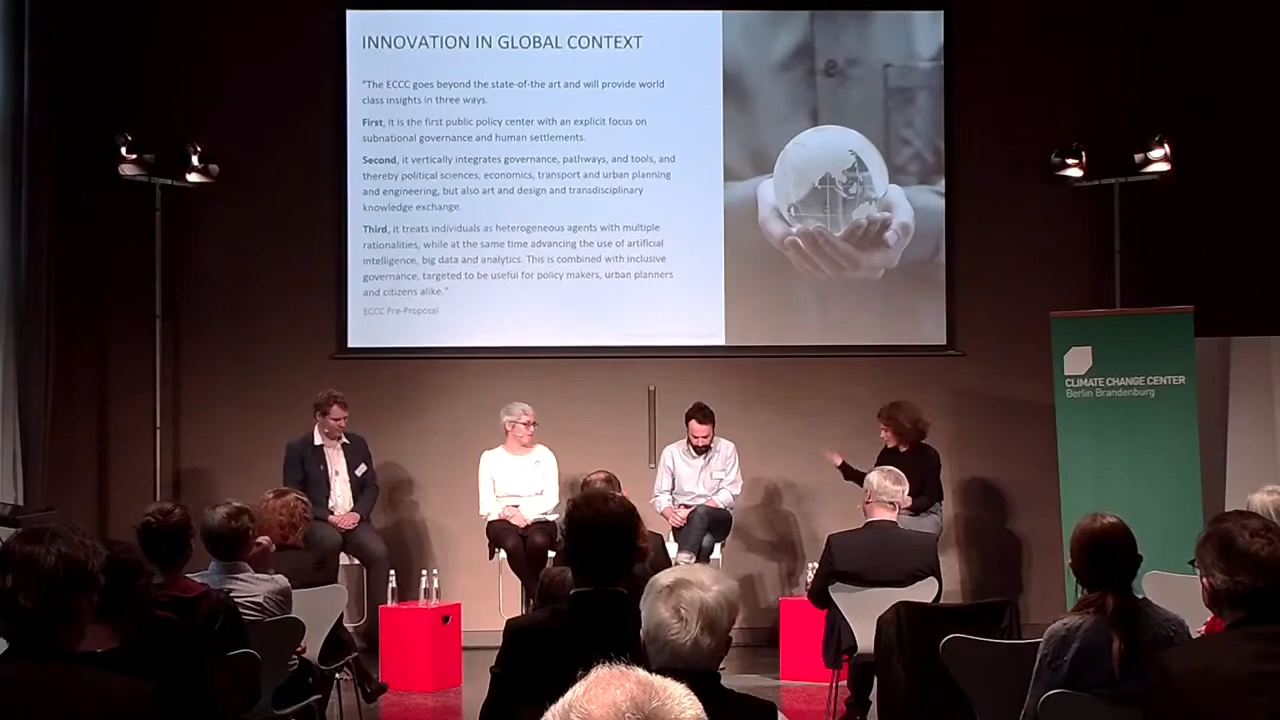 INNOVATION IN GLOBAL CONTEXT
"The ECCC goes beyond the state-of-the art and will provide world
class insights in three ways.
First, it is the first public policy center with an explicit focus on
subnational governance and human settlements.
Second, it vertically integrates governance, pathways, and tools, and
thereby political sciences, economics, transport and urban planning
and engineering, but also art and design and transdisciplinary
knowledge exchange.
Third, it treats individuals as heterogeneous agents with multiple
rationalities, while at the same time advancing the use of artificial
intelligence, big data and analytics. This is combined with inclusive
governance, targeted to be useful for policy makers, urban planners
and citizens alike."
ECCC Pre-Proposal
CLIMATE CHANGE CENTER
Berlin Brandenburg